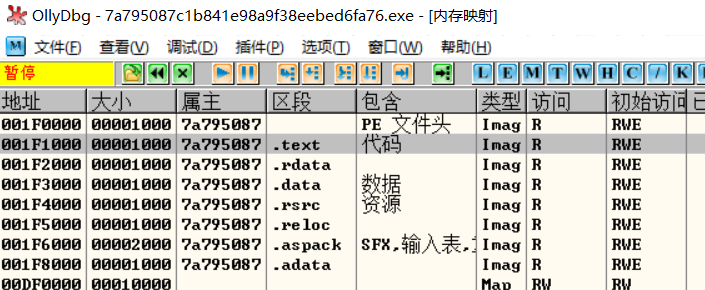 OllyDbg - 7a795087c1b841e98a9f38eebed6fa76.exe - [内存映射]
M 文件(F) 查看(V) 调试(D) 插件(P) 选项(T) 窗口(W) 帮助(H)
暂停 L E M T W H C / K
地址 大小 属主 区段 包含 类型 访问 初始访问 已
001F0000 00001000 7a795087 PE 文件头 Imag R RWE
001F1000 00001000 7a795087 .text 代码 Imag R RWE
001F2000 00001000 7a795087 .rdata Imag R RWE
001F3000 00001000 7a795087 .data 数据 Imag R RWE
001F4000 00001000 7a795087 .rsrc 资源 Imag R RWE
001F5000 00001000 7a795087 .reloc Imag R RWE
001F6000 00002000 7a795087 .aspack SFX,输入表, Imag R RWE
001F8000 00001000 7a795087 .adata Imag R RWE
00DF0000 00010000 Map RW RW